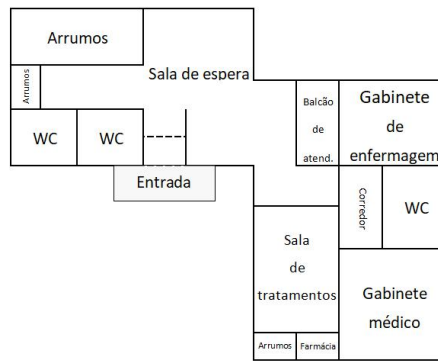 Arrumos
Sala de espera
Arrumos
Balcão
de
atend.
Gabinete
de
enfermagem
WC
WC
Entrada
Corredor
WC
Sala
de
tratamentos
Gabinete
médico
Arrumos
Farmácia